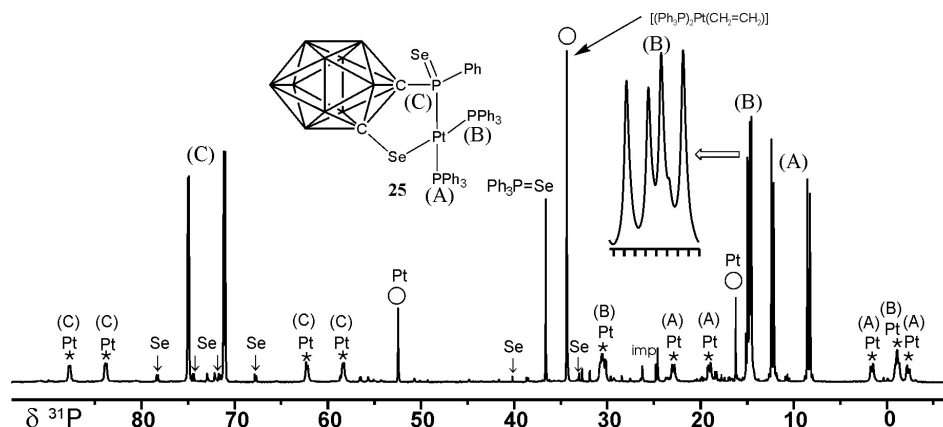 [(Ph3P)2Pt(CH2=CH2)]
Se
(B)
C
P
Ph
(C)
(B)
(A)
(C)
C
PPh3
Pt
(B)
Se
PPh3
Ph3P=Se
25
(A)
Pt
Pt
(C)
(C)
(C)
(C)
(B)
(A)
(A)
(A)
(B)
(A)
Pt
Pt
Se
Se
Se
Pt
Pt
Se
Se
Pt
imp
Pt
Pt
Pt
Pt
Pt
*
*
*
*
*
*
*
*
*
*
δ 31P
80
70
60
50
40
30
20
10
0